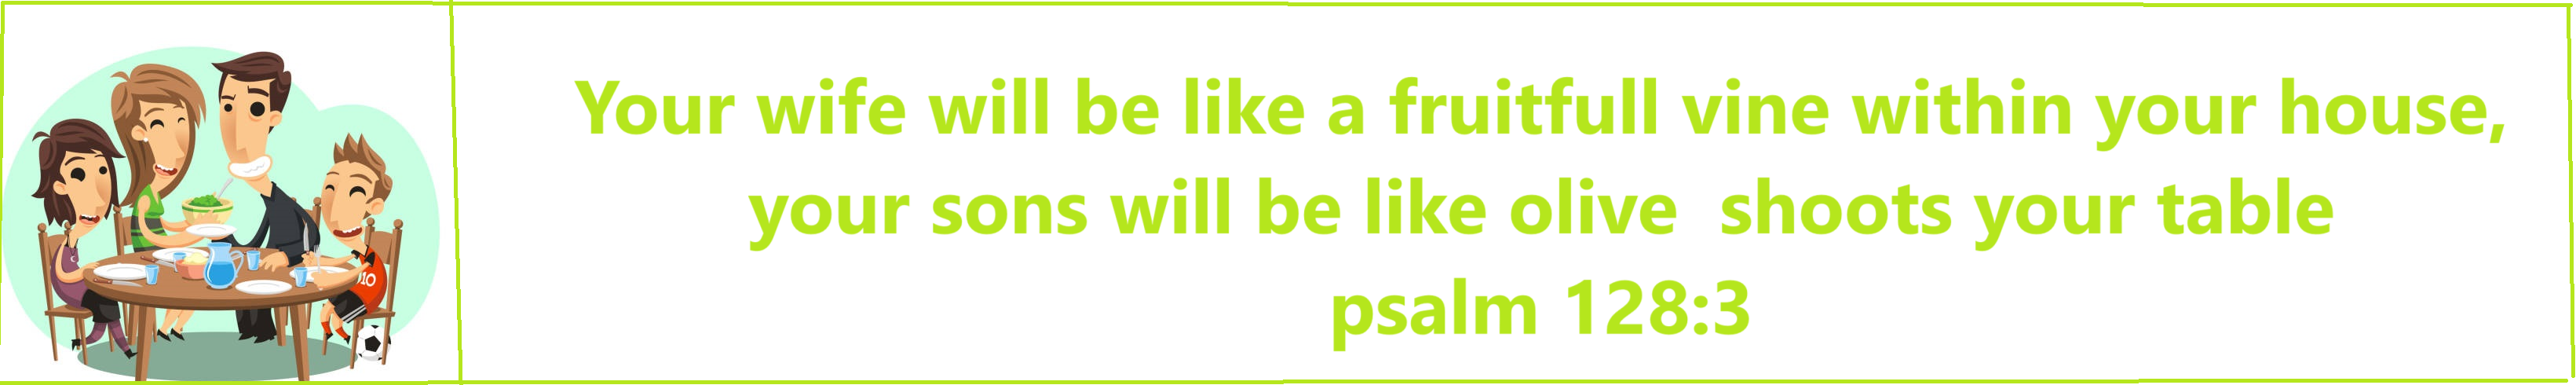 Your wife will be like a fruitfull vine within your house,
your sons will be like olive  shoots your table
psalm 128:3
10